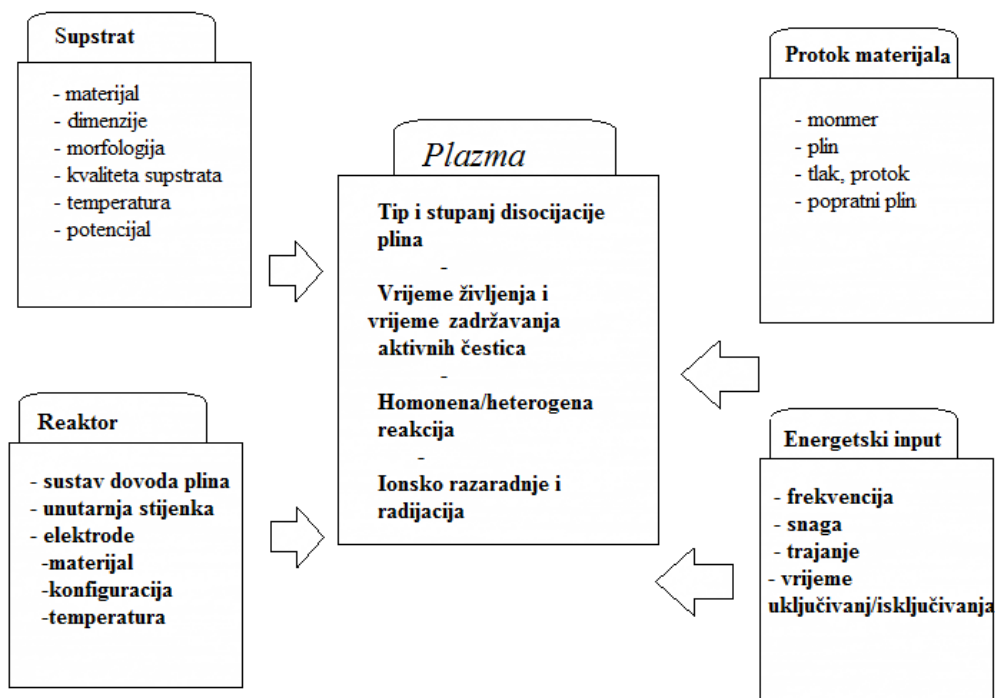 Supstrat
- materijal
- dimenzije
- morfologija
- kvaliteta supstrata
- temperatura
- potencijal
Reaktor
- sustav dovoda plina
- unutarnja stijenka
- elektrode
-materijal
-konfiguracija
-temperatura
Plazma
Tip i stupanj disocijacije
plina
-
Vrijeme življenja i
vrijeme zadržavanja
aktivnih čestica
-
Homonena/heterogena
reakcija
-
Ionsko razaradnje i
radijacija
Protok materijala
- monmer
- plin
- tlak, protok
- popratni plin
Energetski input
- frekvencija
- snaga
- trajanje
- vrijeme
uključivanj/isključivanja